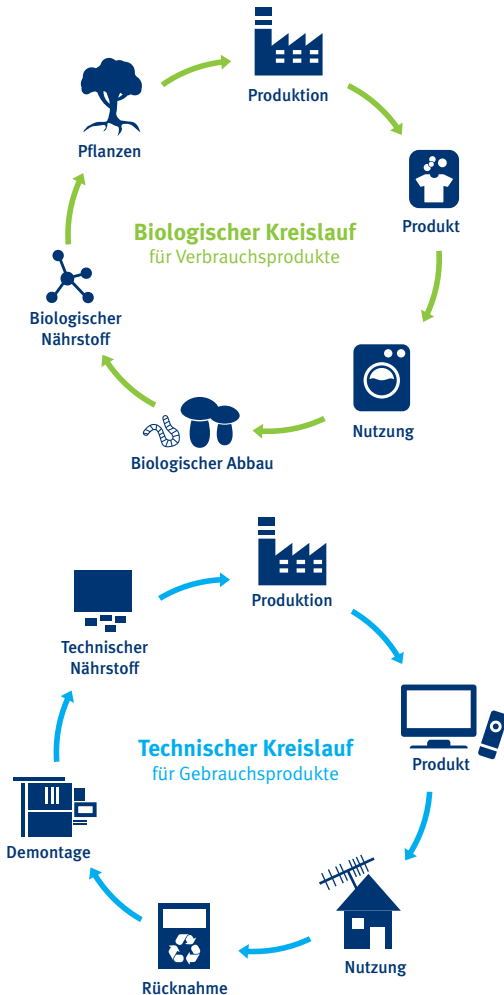 Produktion
Pflanzen
Produkt
Biologischer Kreislauf
für Verbrauchsprodukte
Biologischer
Nährstoff
Nutzung
Biologischer Abbau
Produktion
Technischer
Nährstoff
Technischer Kreislauf
für Gebrauchsprodukte
Produkt
Demontage
Nutzung
Rücknahme